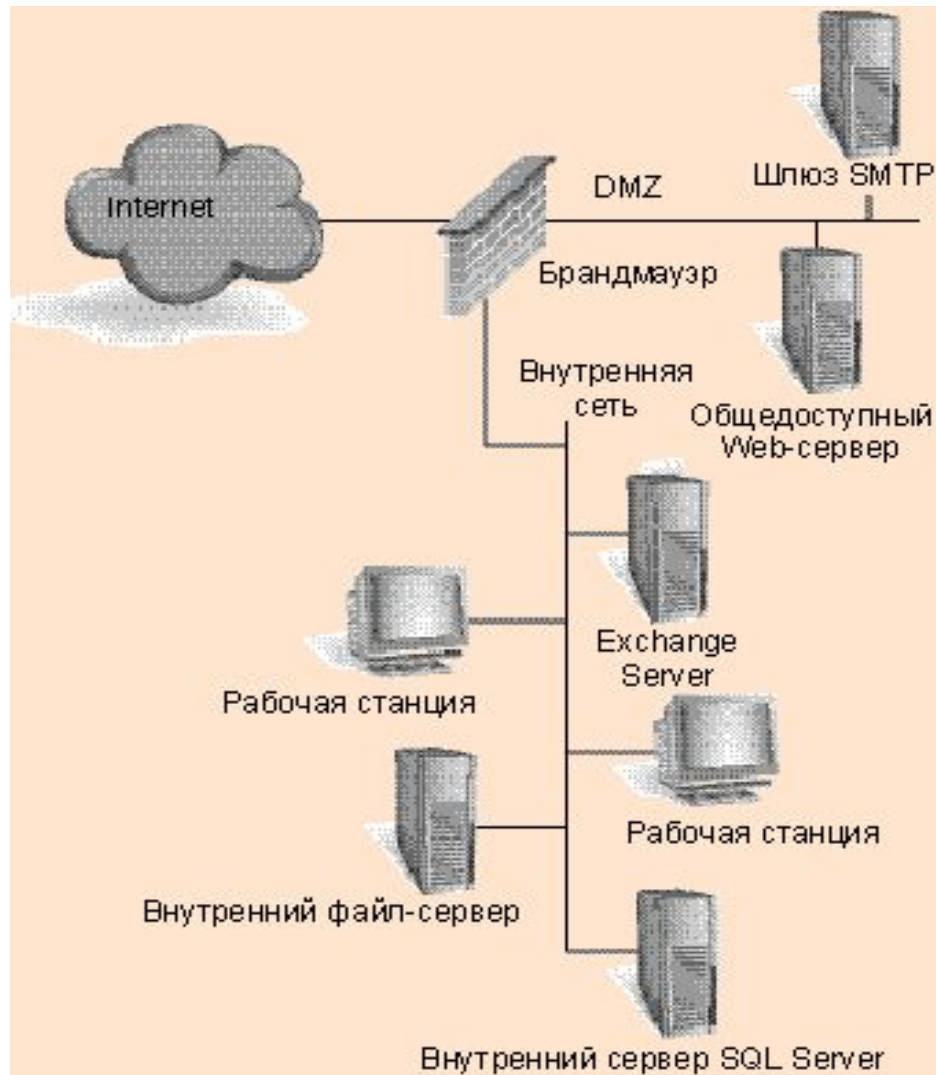 Шлюз SMTP
DMZ
Internet
Брандмауэр
Внутренняя
сеть
Общедоступный
Web-сервер
Exchange
Server
Рабочая станция
Рабочая станция
Внутренний файл-сервер
Внутренний сервер SQL Server